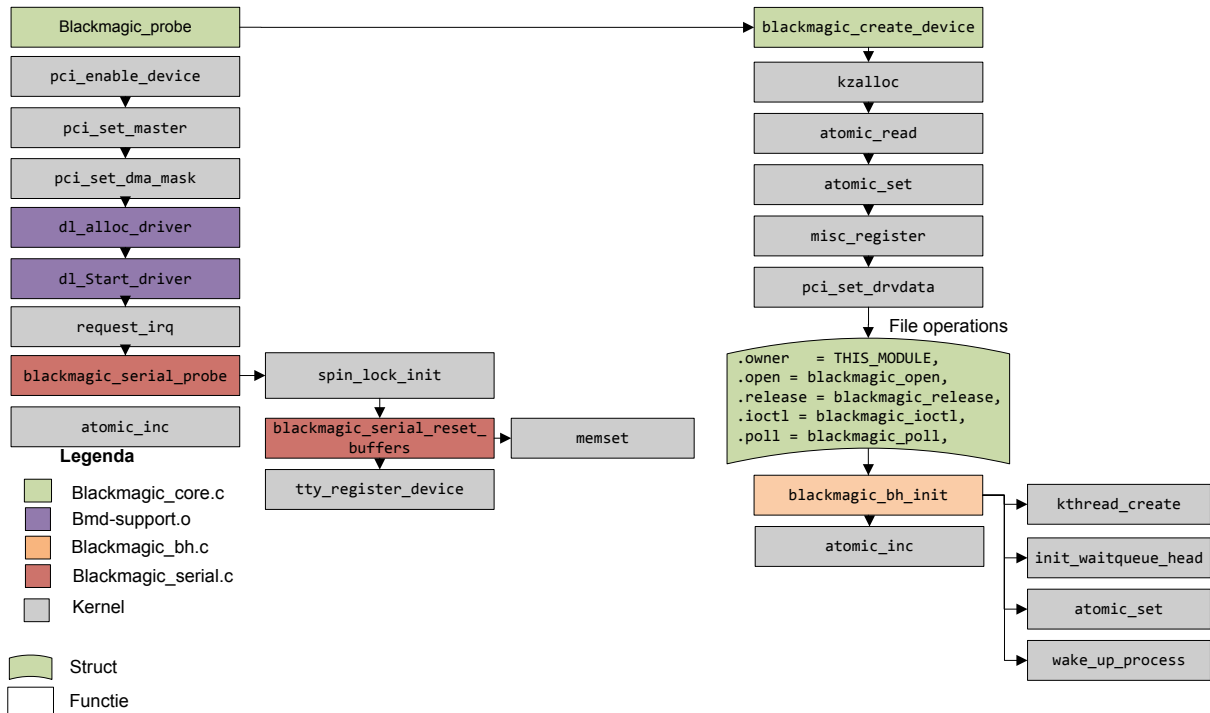 Blackmagic_probe
pci_enable_device
pci_set_master
pci_set_dma_mask
dl_alloc_driver
dl_Start_driver
request_irq
blackmagic_serial_probe
atomic_inc
spin_lock_init
blackmagic_serial_reset_
buffers
memset
tty_register_device
blackmagic_create_device
kzalloc
atomic_read
atomic_set
misc_register
pci_set_drvdata
File operations
.owner   = THIS_MODULE,
.open = blackmagic_open,
.release = blackmagic_release,
.ioctl = blackmagic_ioctl,
.poll = blackmagic_poll,
blackmagic_bh_init
atomic_inc
kthread_create
init_waitqueue_head
atomic_set
wake_up_process
Legenda
Blackmagic_core.c
Bmd-support.o
Blackmagic_bh.c
Blackmagic_serial.c
Kernel
Struct
Functie